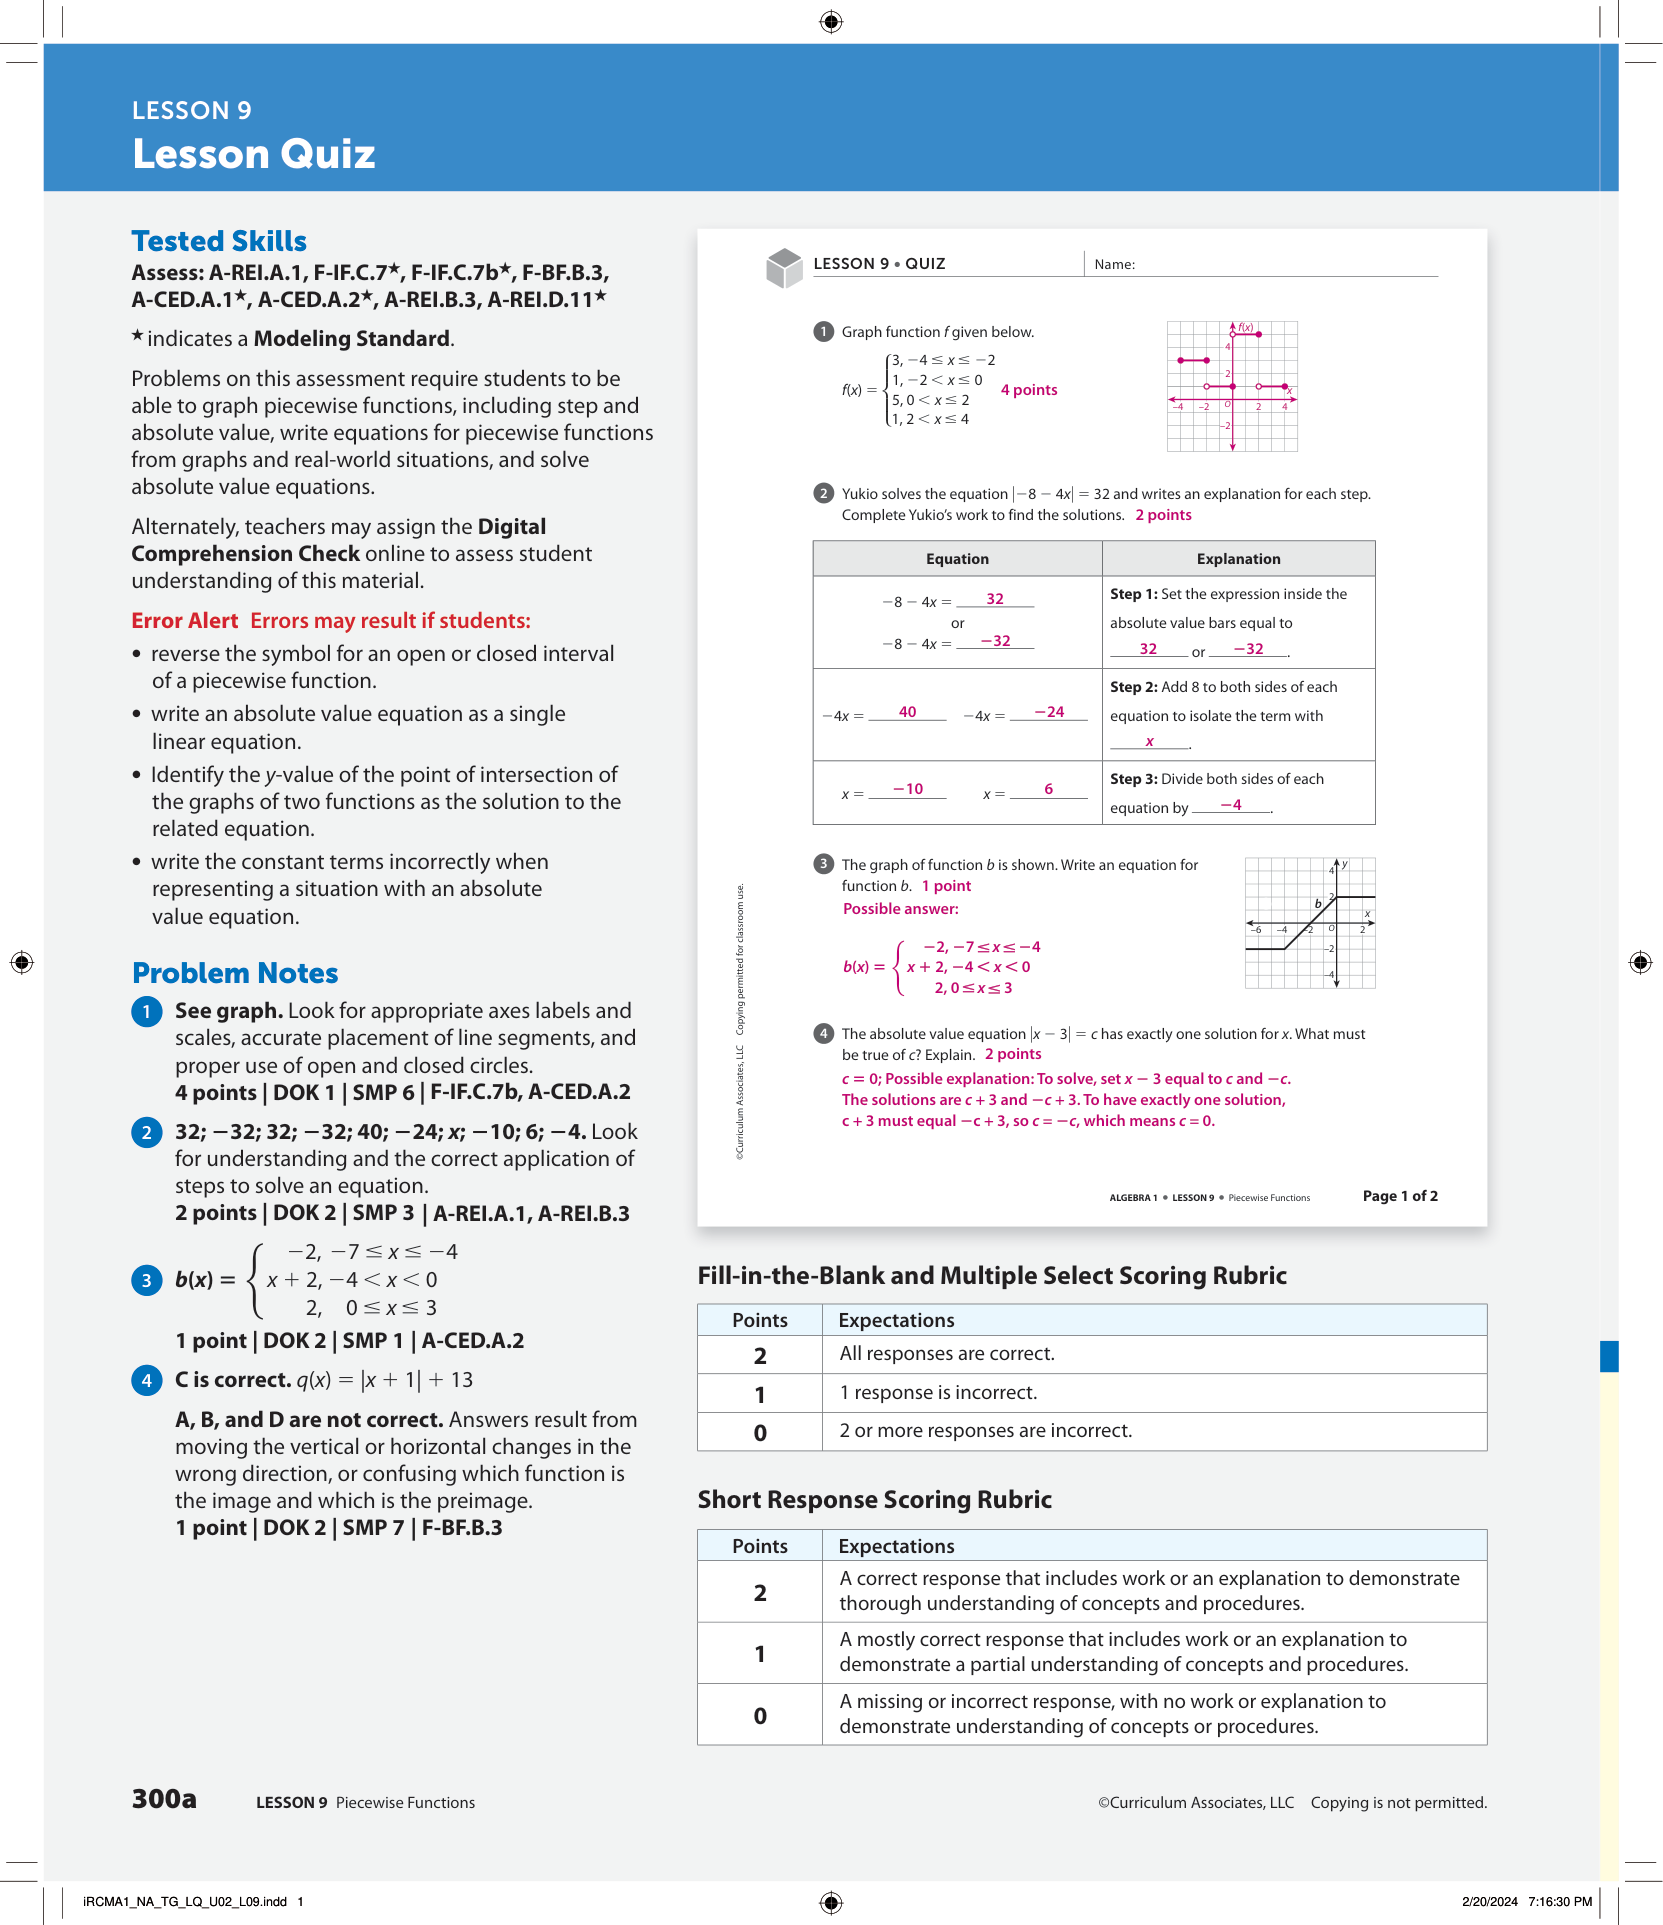 LESSON 9
Lesson Quiz
Tested Skills
Assess: A-REI.A.1, F-IF.C.7★, F-IF.C.7b★, F-BF.B.3,
A-CED.A.1★, A-CED.A.2★, A-REI.B.3, A-REI.D.11★
★ indicates a Modeling Standard.
Problems on this assessment require students to be
able to graph piecewise functions, including step and
absolute value, write equations for piecewise functions
from graphs and real-world situations, and solve
absolute value equations.
Alternately, teachers may assign the Digital
Comprehension Check online to assess student
understanding of this material.
Error Alert Errors may result if students:
• reverse the symbol for an open or closed interval
of a piecewise function.
• write an absolute value equation as a single
linear equation.
• Identify the y-value of the point of intersection of
the graphs of two functions as the solution to the
related equation.
• write the constant terms incorrectly when
representing a situation with an absolute
value equation.
Problem Notes
1 See graph. Look for appropriate axes labels and
scales, accurate placement of line segments, and
proper use of open and closed circles.
4 points | DOK 1 | SMP 6 | F-IF.C.7b, A-CED.A.2
2 32; −32; 32; −32; 40; −24; x; −10; 6; −4. Look
for understanding and the correct application of
steps to solve an equation.
2 points | DOK 2 | SMP 3 | A-REI.A.1, A-REI.B.3
−2, −7 ≤ x ≤ −4
3 b(x) = { x + 2, −4 < x < 0
2, 0 ≤ x ≤ 3
1 point | DOK 2 | SMP 1 | A-CED.A.2
4 C is correct. q(x) = |x + 1| + 13
A, B, and D are not correct. Answers result from
moving the vertical or horizontal changes in the
wrong direction, or confusing which function is
the image and which is the preimage.
1 point | DOK 2 | SMP 7 | F-BF.B.3
LESSON 9 • QUIZ Name:
1 Graph function f given below.
3, −4 ≤ x ≤ −2
1, −2 < x ≤ 0
f(x) = { 4 points
5, 0 < x ≤ 2
1, 2 < x ≤ 4
f(x)
4
2
x
−4 −2 O 2 4
−2
2 Yukio solves the equation |−8 − 4x| = 32 and writes an explanation for each step.
Complete Yukio's work to find the solutions. 2 points
Equation Explanation
−8 − 4x = 32
or
−8 − 4x = −32
Step 1: Set the expression inside the
absolute value bars equal to
32 or −32.
−4x = 40 −4x = −24
Step 2: Add 8 to both sides of each
equation to isolate the term with
x.
x = −10 x = 6
Step 3: Divide both sides of each
equation by −4.
3 The graph of function b is shown. Write an equation for
function b. 1 point
Possible answer:
−2, −7 ≤ x ≤ −4
b(x) = { x + 2, −4 < x < 0
2, 0 ≤ x ≤ 3
y
4
2
b
x
−6 −4 −2 O 2
−2
−4
4 The absolute value equation |x − 3| = c has exactly one solution for x. What must
be true of c? Explain. 2 points
c = 0; Possible explanation: To solve, set x − 3 equal to c and −c.
The solutions are c + 3 and −c + 3. To have exactly one solution,
c + 3 must equal −c + 3, so c = −c, which means c = 0.
©Curriculum Associates, LLC Copying permitted for classroom use.
ALGEBRA 1 • LESSON 9 • Piecewise Functions Page 1 of 2
Fill-in-the-Blank and Multiple Select Scoring Rubric
Points Expectations
2 All responses are correct.
1 1 response is incorrect.
0 2 or more responses are incorrect.
Short Response Scoring Rubric
Points Expectations
2 A correct response that includes work or an explanation to demonstrate
thorough understanding of concepts and procedures.
1 A mostly correct response that includes work or an explanation to
demonstrate a partial understanding of concepts and procedures.
0 A missing or incorrect response, with no work or explanation to
demonstrate understanding of concepts or procedures.
300a LESSON 9 Piecewise Functions
©Curriculum Associates, LLC Copying is not permitted.
iRCMA1_NA_TG_LQ_U02_L09.indd 1
2/20/2024 7:16:30 PM